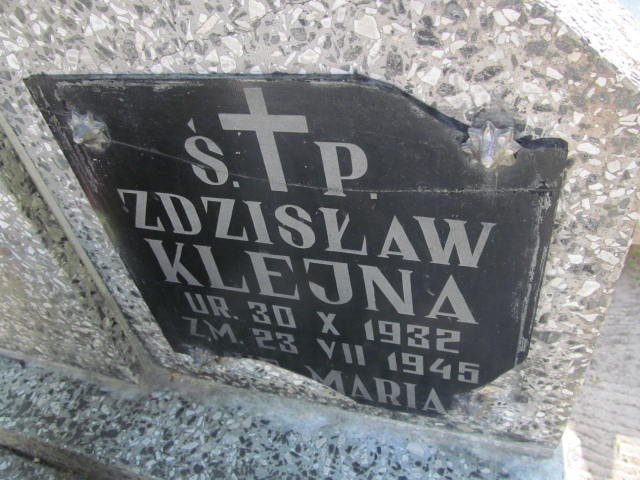 Ś. P.
ZDZISŁAW
KLEJNA
UR. 30 X 1932
ZM. 23 VII 1945
MARIA